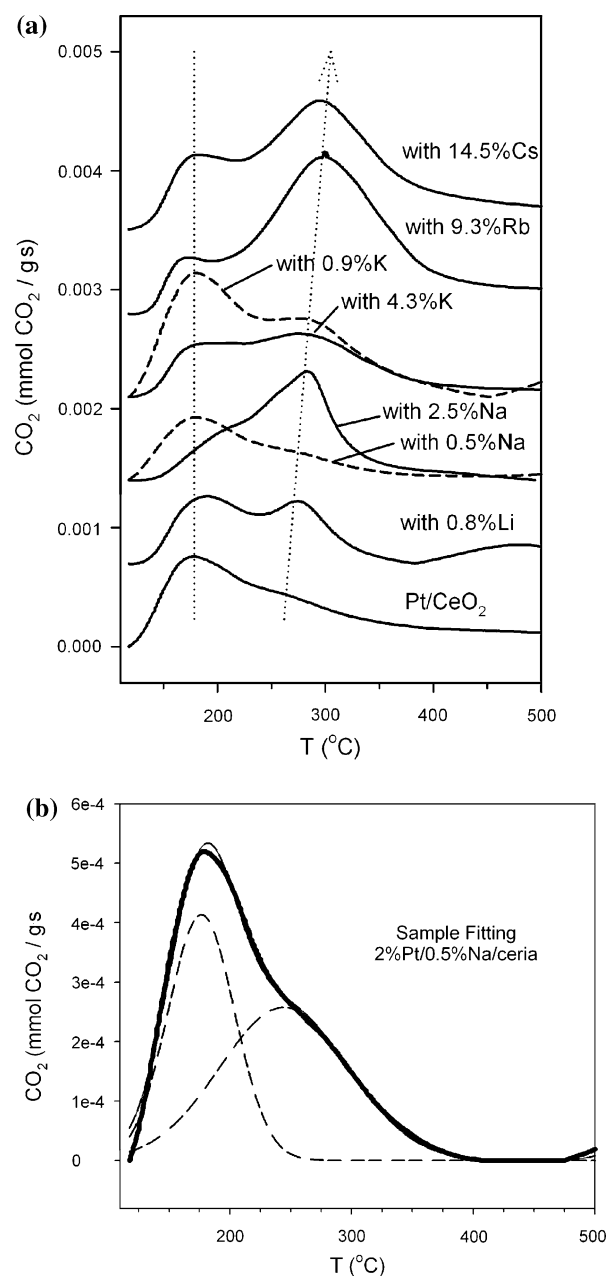 (a)
0.005
0.004
0.003
0.002
0.001
0.000
CO2 (mmol CO2 / gs)
with 14.5%Cs
with 9.3%Rb
with 0.9%K
with 4.3%K
with 2.5%Na
with 0.5%Na
with 0.8%Li
Pt/CeO2
200
300
400
500
T (°C)
(b)
6e-4
5e-4
4e-4
3e-4
2e-4
1e-4
0
CO2 (mmol CO2 / gs)
Sample Fitting
2%Pt/0.5%Na/ceria
200
300
400
500
T (°C)